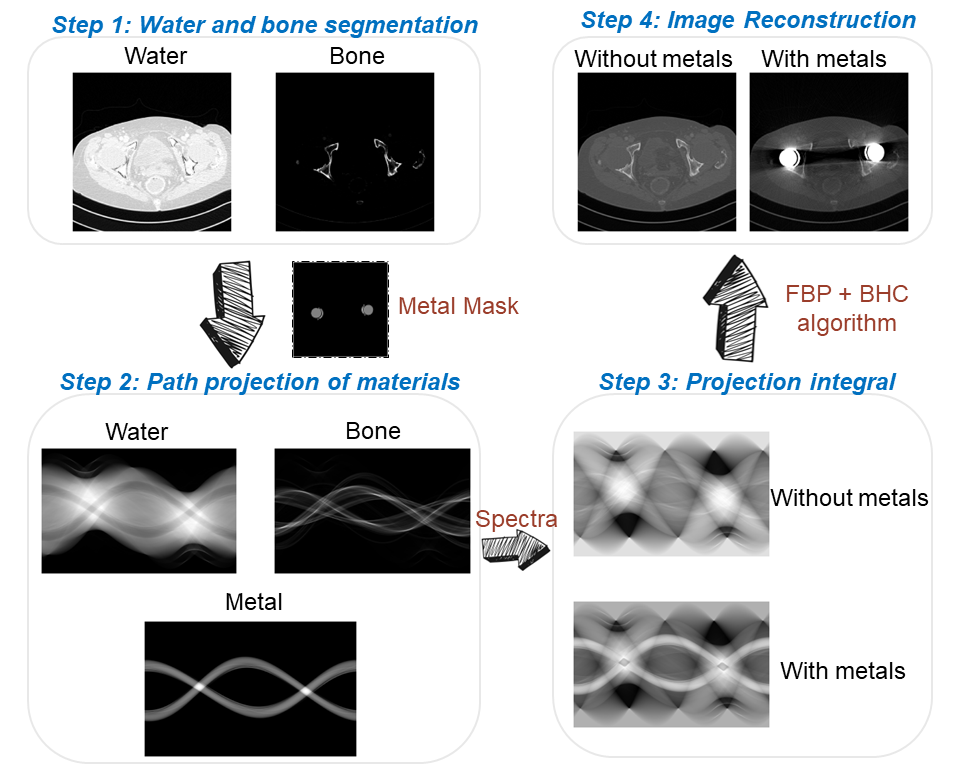 Step 1: Water and bone segmentation
Water
Bone
Metal Mask
Step 2: Path projection of materials
Water
Bone
Metal
Spectra
Step 3: Projection integral
Without metals
With metals
FBP + BHC
algorithm
Step 4: Image Reconstruction
Without metals
With metals